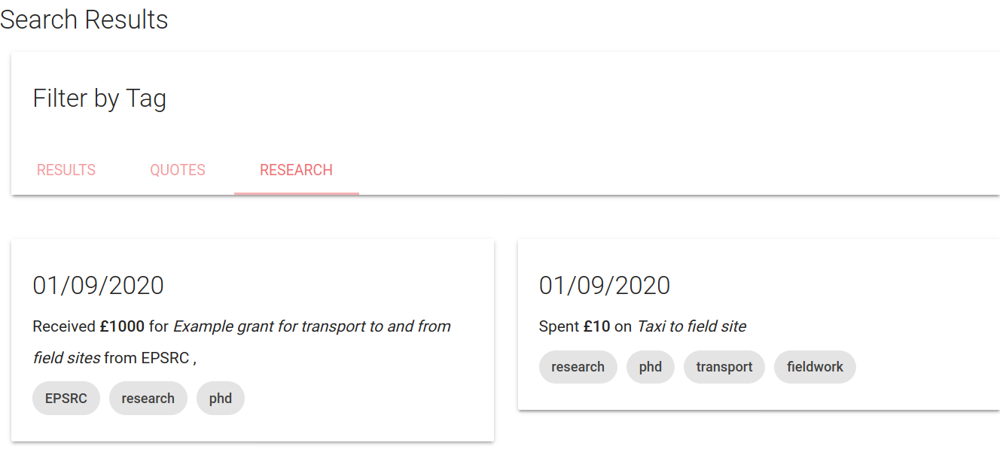 Search Results
Filter by Tag
RESULTS QUOTES RESEARCH
01/09/2020
Received £1000 for Example grant for transport to and from
field sites from EPSRC ,
EPSRC research phd
01/09/2020
Spent £10 on Taxi to field site
research phd transport fieldwork